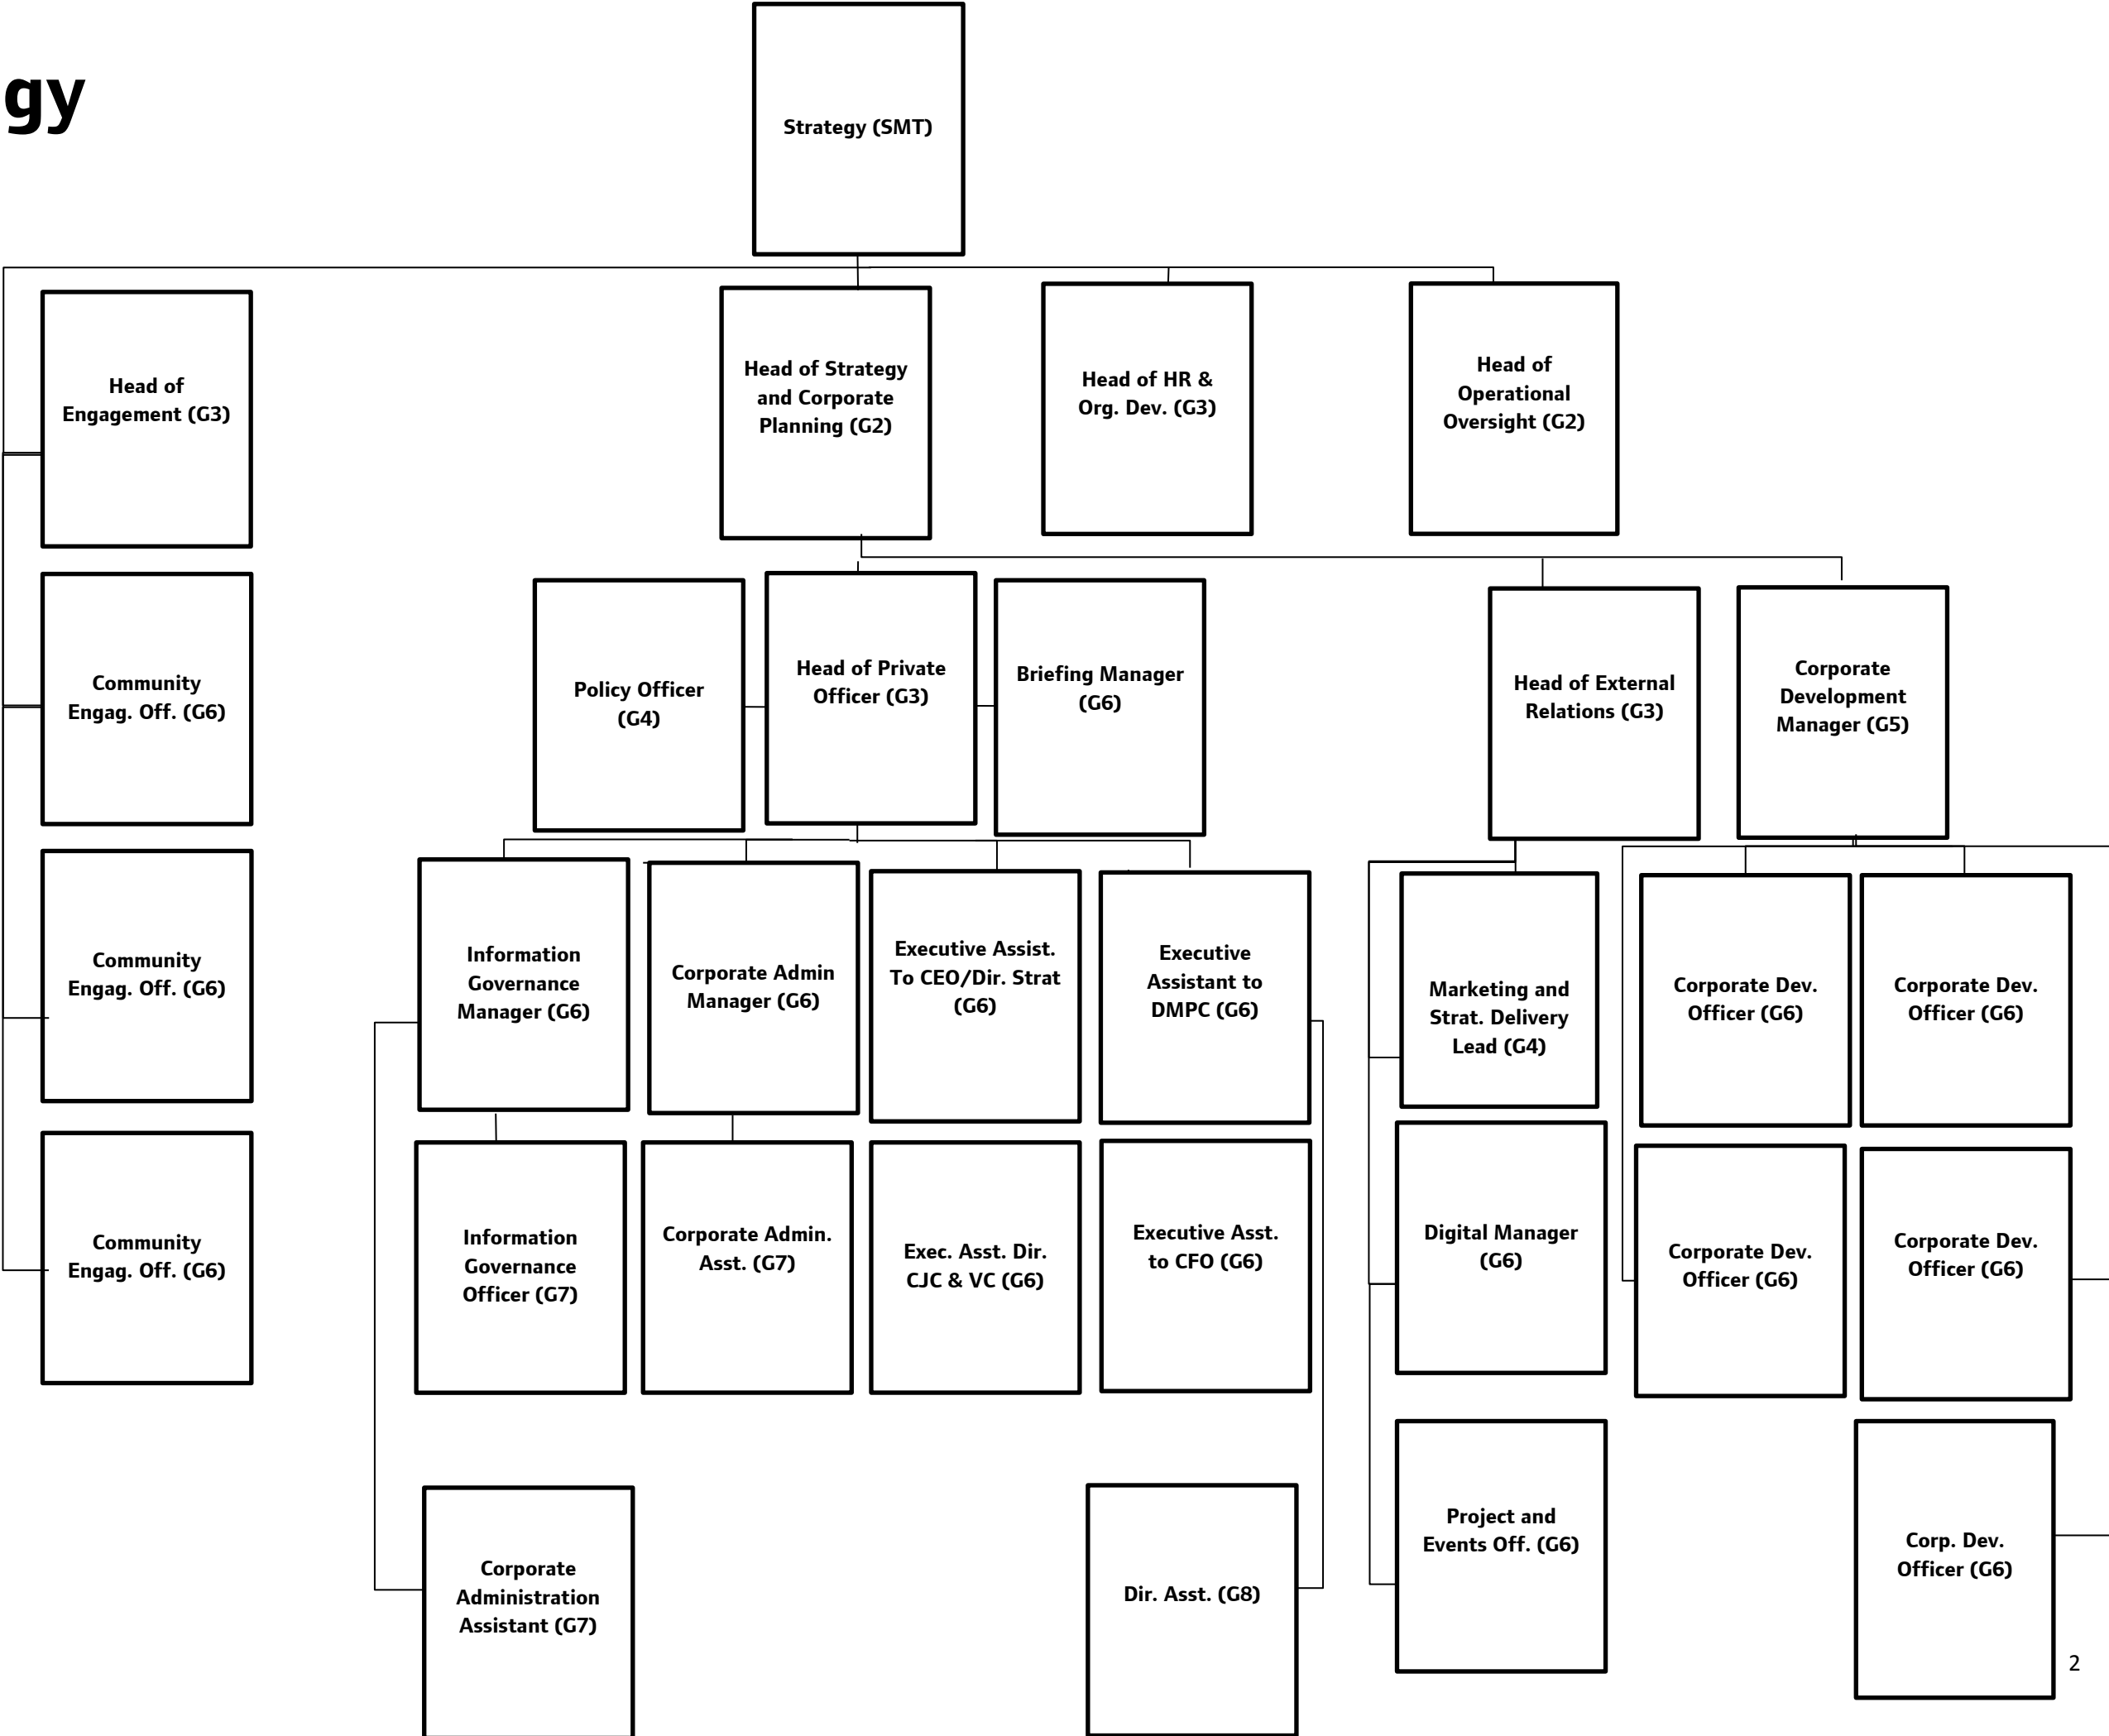 gy
Strategy (SMT)
Head of
Engagement (G3)
Head of Strategy
and Corporate
Planning (G2)
Head of HR &
Org. Dev. (G3)
Head of
Operational
Oversight (G2)
Community
Engag. Off. (G6)
Policy Officer
(G4)
Head of Private
Officer (G3)
Briefing Manager
(G6)
Head of External
Relations (G3)
Corporate
Development
Manager (G5)
Community
Engag. Off. (G6)
Information
Governance
Manager (G6)
Corporate Admin
Manager (G6)
Executive Assist.
To CEO/Dir. Strat
(G6)
Executive
Assistant to
DMPC (G6)
Marketing and
Strat. Delivery
Lead (G4)
Corporate Dev.
Officer (G6)
Corporate Dev.
Officer (G6)
Community
Engag. Off. (G6)
Information
Governance
Officer (G7)
Corporate Admin.
Asst. (G7)
Exec. Asst. Dir.
CJC & VC (G6)
Executive Asst.
to CFO (G6)
Digital Manager
(G6)
Corporate Dev.
Officer (G6)
Corporate Dev.
Officer (G6)
Corporate
Administration
Assistant (G7)
Dir. Asst. (G8)
Project and
Events Off. (G6)
Corp. Dev.
Officer (G6)
2